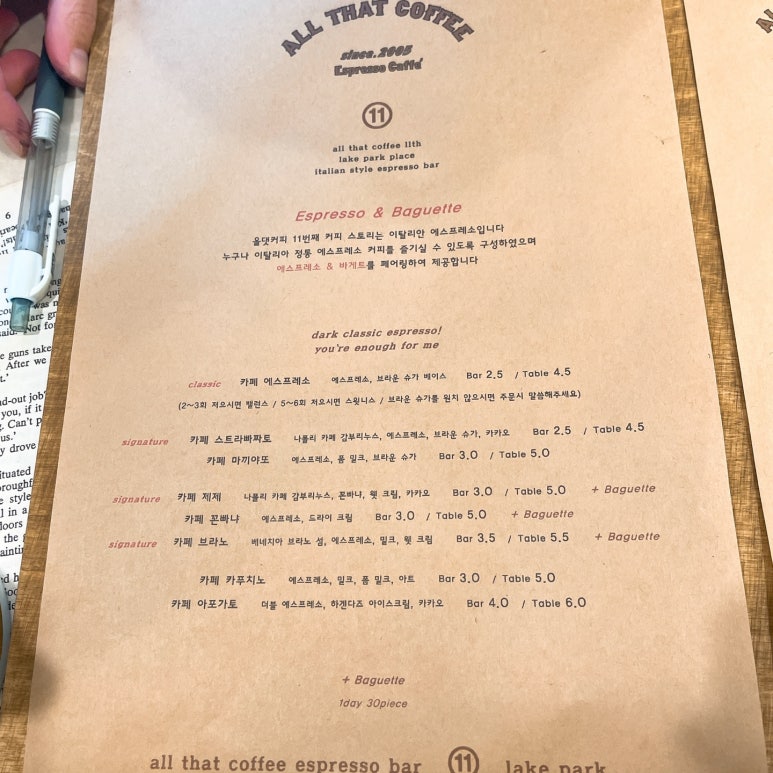 ALL THAT COFFEE
since.2005
Espresso Caffé
11
all that coffee 11th
lake park place
italian style espresso bar
Espresso & Baguette
올댓커피 11번째 커피 스토리는 이탈리안 에스프레소입니다
누구나 이탈리아 정통 에스프레소 커피를 즐기실 수 있도록 구성하였으며
에스프레소 & 바게트를 페어링하여 제공합니다
dark classic espresso!
you're enough for me
classic 카페 에스프레소 에스프레소, 브라운 슈가 베이스 Bar 2.5 / Table 4.5
(2~3회 저으시면 밸런스 / 5~6회 저으시면 스윗니스 / 브라운 슈가를 원치 않으시면 주문시 말씀해주세요)
signature 카페 스트라빠짜토 나폴리 카페 감부리누스, 에스프레소, 브라운 슈가, 카카오 Bar 2.5 / Table 4.5
카페 마끼야또 에스프레소, 폼 밀크, 브라운 슈가 Bar 3.0 / Table 5.0
signature 카페 제제 나폴리 카페 감부리누스, 꼰바냐, 휫 크림, 카카오 Bar 3.0 / Table 5.0 + Baguette
카페 꼰빠냐 에스프레소, 드라이 크림 Bar 3.0 / Table 5.0 + Baguette
signature 카페 브라노 베네치아 브라노 섬, 에스프레소, 밀크, 휫 크림 Bar 3.5 / Table 5.5 + Baguette
카페 카푸치노 에스프레소, 밀크, 폼 밀크, 아트 Bar 3.0 / Table 5.0
카페 아포가토 더블 에스프레소, 하겐다즈 아이스크림, 카카오 Bar 4.0 / Table 6.0
+ Baguette
1day 30piece
all that coffee espresso bar 11 lake park